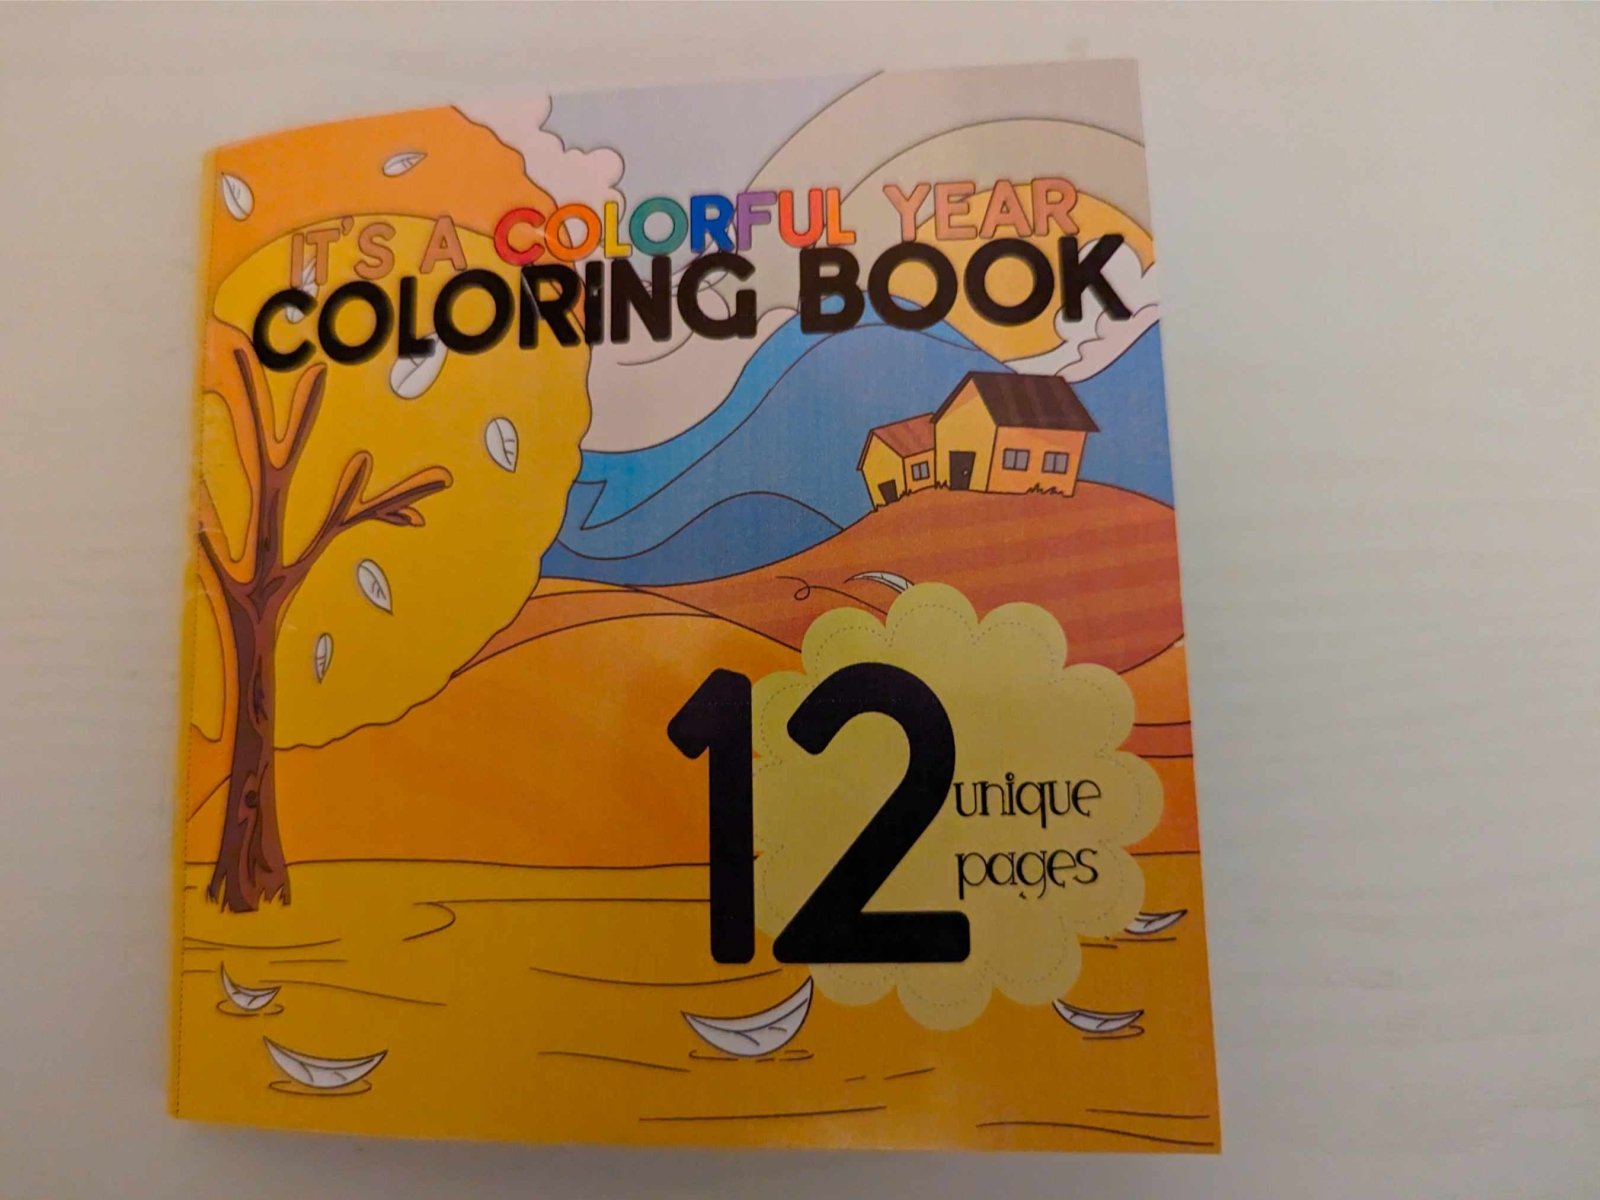 IT'S A COLORFUL YEAR
COLORING BOOK
12
unique
pages